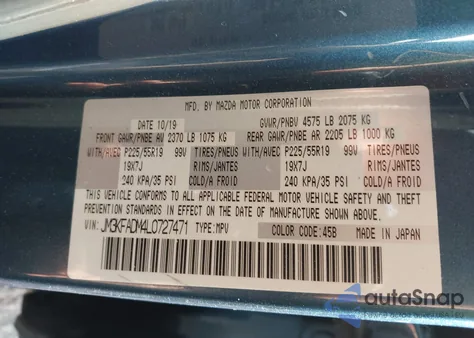 MFD, BY MAZDA MOTOR CORPORATION
DATE 10/19 GVWR/PNBV 4575 LB 2075 KG
FRONT GAWR/PNBE AV 2370 LB 1075 KG REAR GAWR/PNBE AR 2205 LB 1000 KG
WITH/AVEC P225/55R19 99V TIRES/PNEUS WITH/AVEC P225/55R19 99V TIRES/PNEUS
19X7J RIMS/JANTES 19X7J RIMS/JANTES
240 KPA/35 PSI COLD/A FROID 240 KPA/35 PSI COLD/A FROID
THIS VEHICLE CONFORMS TO ALL APPLICABLE FEDERAL MOTOR VEHICLE SAFETY AND THEFT
PREVENTION STANDARDS IN EFFECT ON THE DATE OF MANUFACTURE SHOWN ABOVE.
VIN: JM3KFADM4L0727471 TYPE: MPV COLOR CODE: 45B MADE IN JAPAN
autoSnap